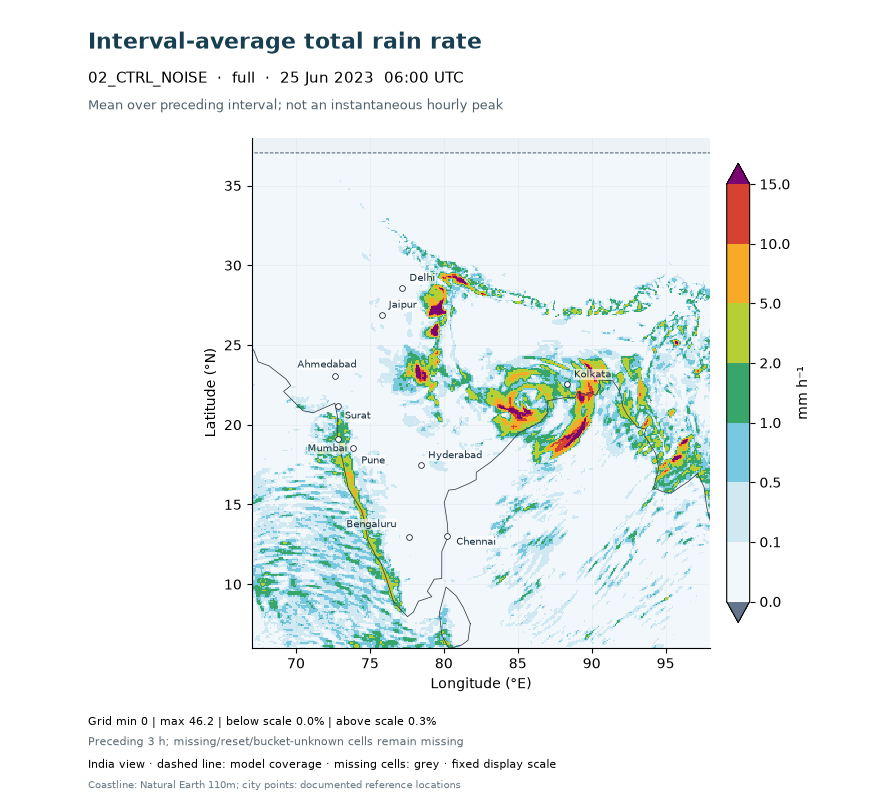 Interval-average total rain rate
02_CTRL_NOISE · full · 25 Jun 2023 06:00 UTC
Mean over preceding interval; not an instantaneous hourly peak
35
30
25
20
15
10
Latitude (°N)
70
75
80
85
90
95
Longitude (°E)
Delhi
Jaipur
Ahmedabad
Kolkata
Surat
Mumbai
Pune
Hyderabad
Bengaluru
Chennai
15.0
10.0
5.0
2.0
1.0
0.5
0.1
0.0
mm h⁻¹
Grid min 0 | max 46.2 | below scale 0.0% | above scale 0.3%
Preceding 3 h; missing/reset/bucket-unknown cells remain missing
India view · dashed line: model coverage · missing cells: grey · fixed display scale
Coastline: Natural Earth 110m; city points: documented reference locations